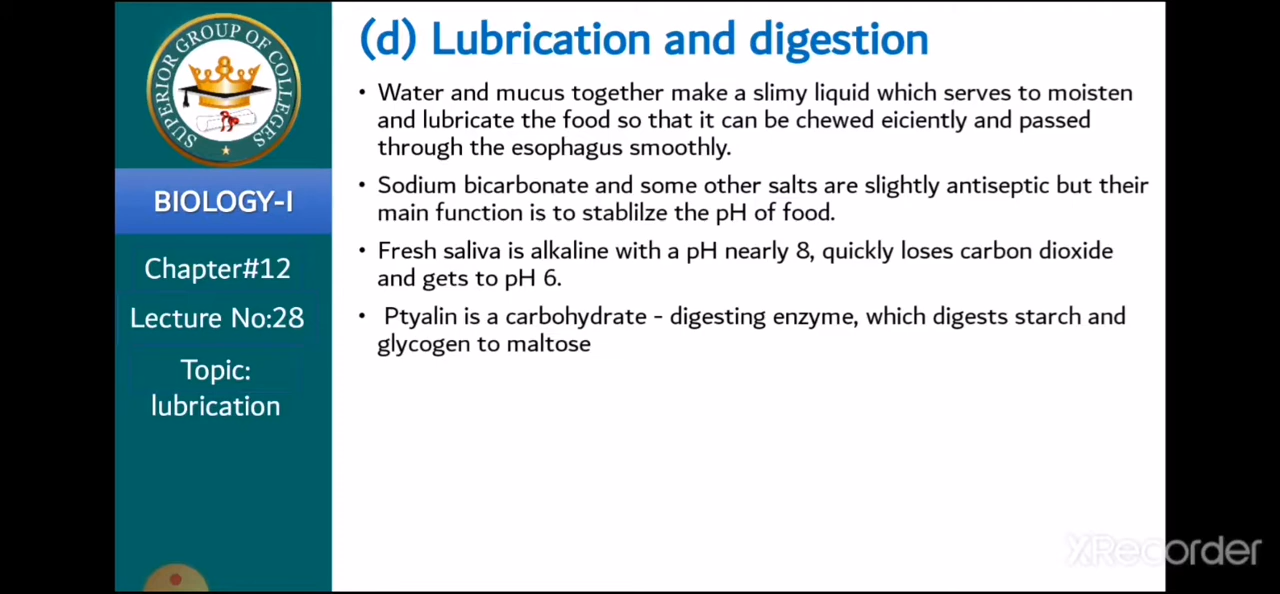 SUPERIOR GROUP OF COLLEGES
BIOLOGY-I
Chapter#12
Lecture No:28
Topic:
lubrication
(d) Lubrication and digestion
• Water and mucus together make a slimy liquid which serves to moisten
and lubricate the food so that it can be chewed eiciently and passed
through the esophagus smoothly.
• Sodium bicarbonate and some other salts are slightly antiseptic but their
main function is to stablilze the pH of food.
• Fresh saliva is alkaline with a pH nearly 8, quickly loses carbon dioxide
and gets to pH 6.
• Ptyalin is a carbohydrate - digesting enzyme, which digests starch and
glycogen to maltose
XRecorder